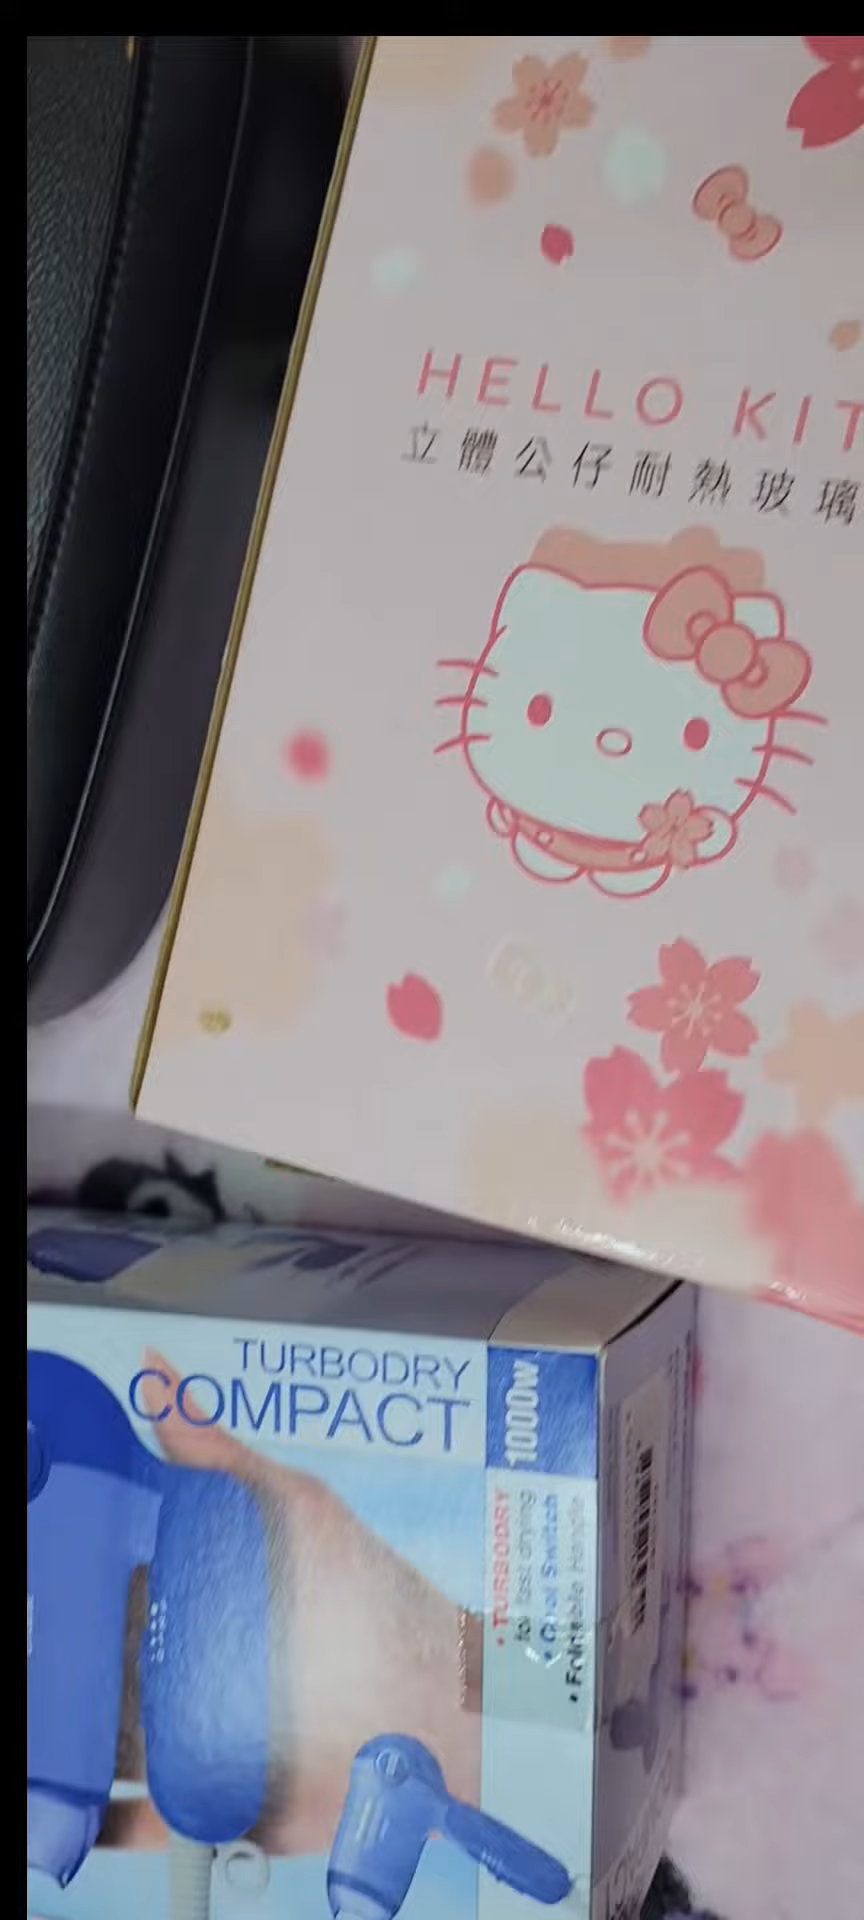 HELLO KIT
立體公仔耐熱玻璃
TURBODRY
COMPACT
1000w
• TURBODRY
for fast drying
• Cool Switch
• Foldable Handle